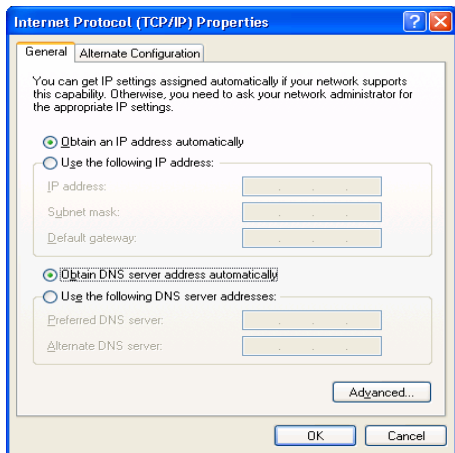 Internet Protocol (TCP/IP) Properties
General
Alternate Configuration
You can get IP settings assigned automatically if your network supports
this capability. Otherwise, you need to ask your network administrator for
the appropriate IP settings.
Obtain an IP address automatically
Use the following IP address:
IP address:
Subnet mask:
Default gateway:
Obtain DNS server address automatically
Use the following DNS server addresses:
Preferred DNS server:
Alternate DNS server:
Advanced...
OK
Cancel